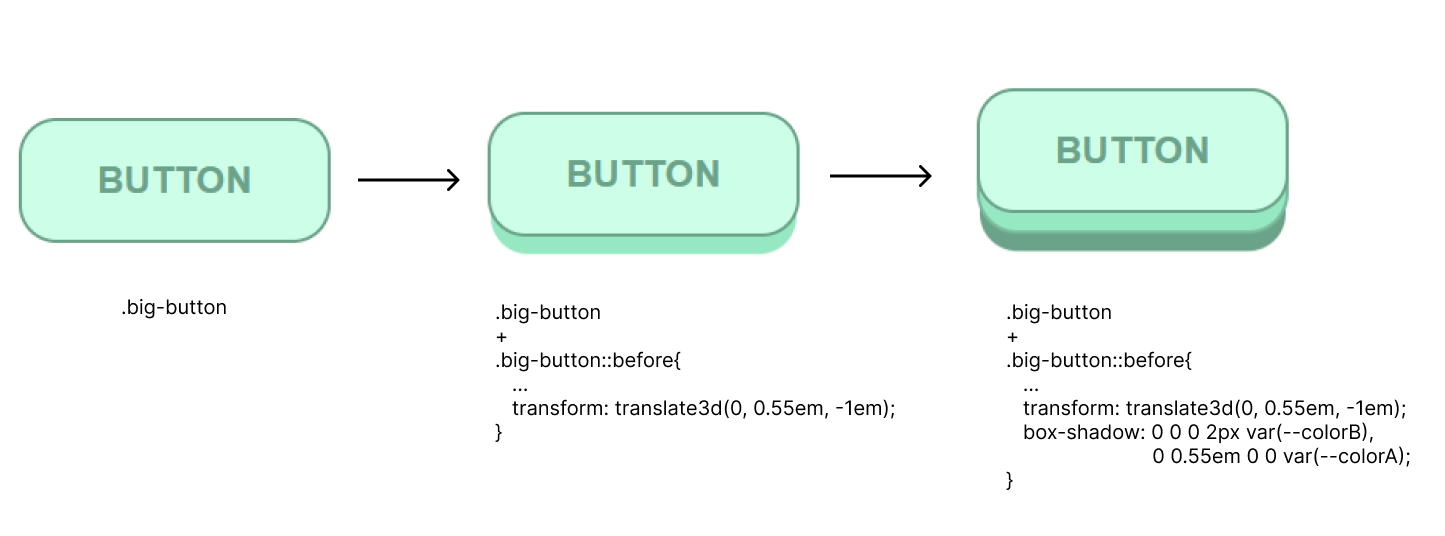 BUTTON
BUTTON
BUTTON
.big-button
.big-button
+
.big-button::before{
...
transform: translate3d(0, 0.55em, -1em);
}
.big-button
+
.big-button::before{
...
transform: translate3d(0, 0.55em, -1em);
box-shadow: 0 0 0 2px var(--colorB),
0 0.55em 0 0 var(--colorA);
}